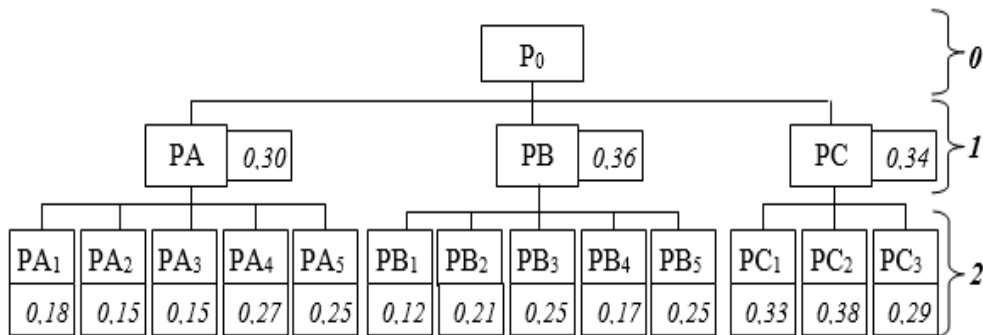 P₀
0
PA 0,30 PB 0,36 PC 0,34
1
PA₁ PA₂ PA₃ PA₄ PA₅ PB₁ PB₂ PB₃ PB₄ PB₅ PC₁ PC₂ PC₃
2
0,18 0,15 0,15 0,27 0,25 0,12 0,21 0,25 0,17 0,25 0,33 0,38 0,29